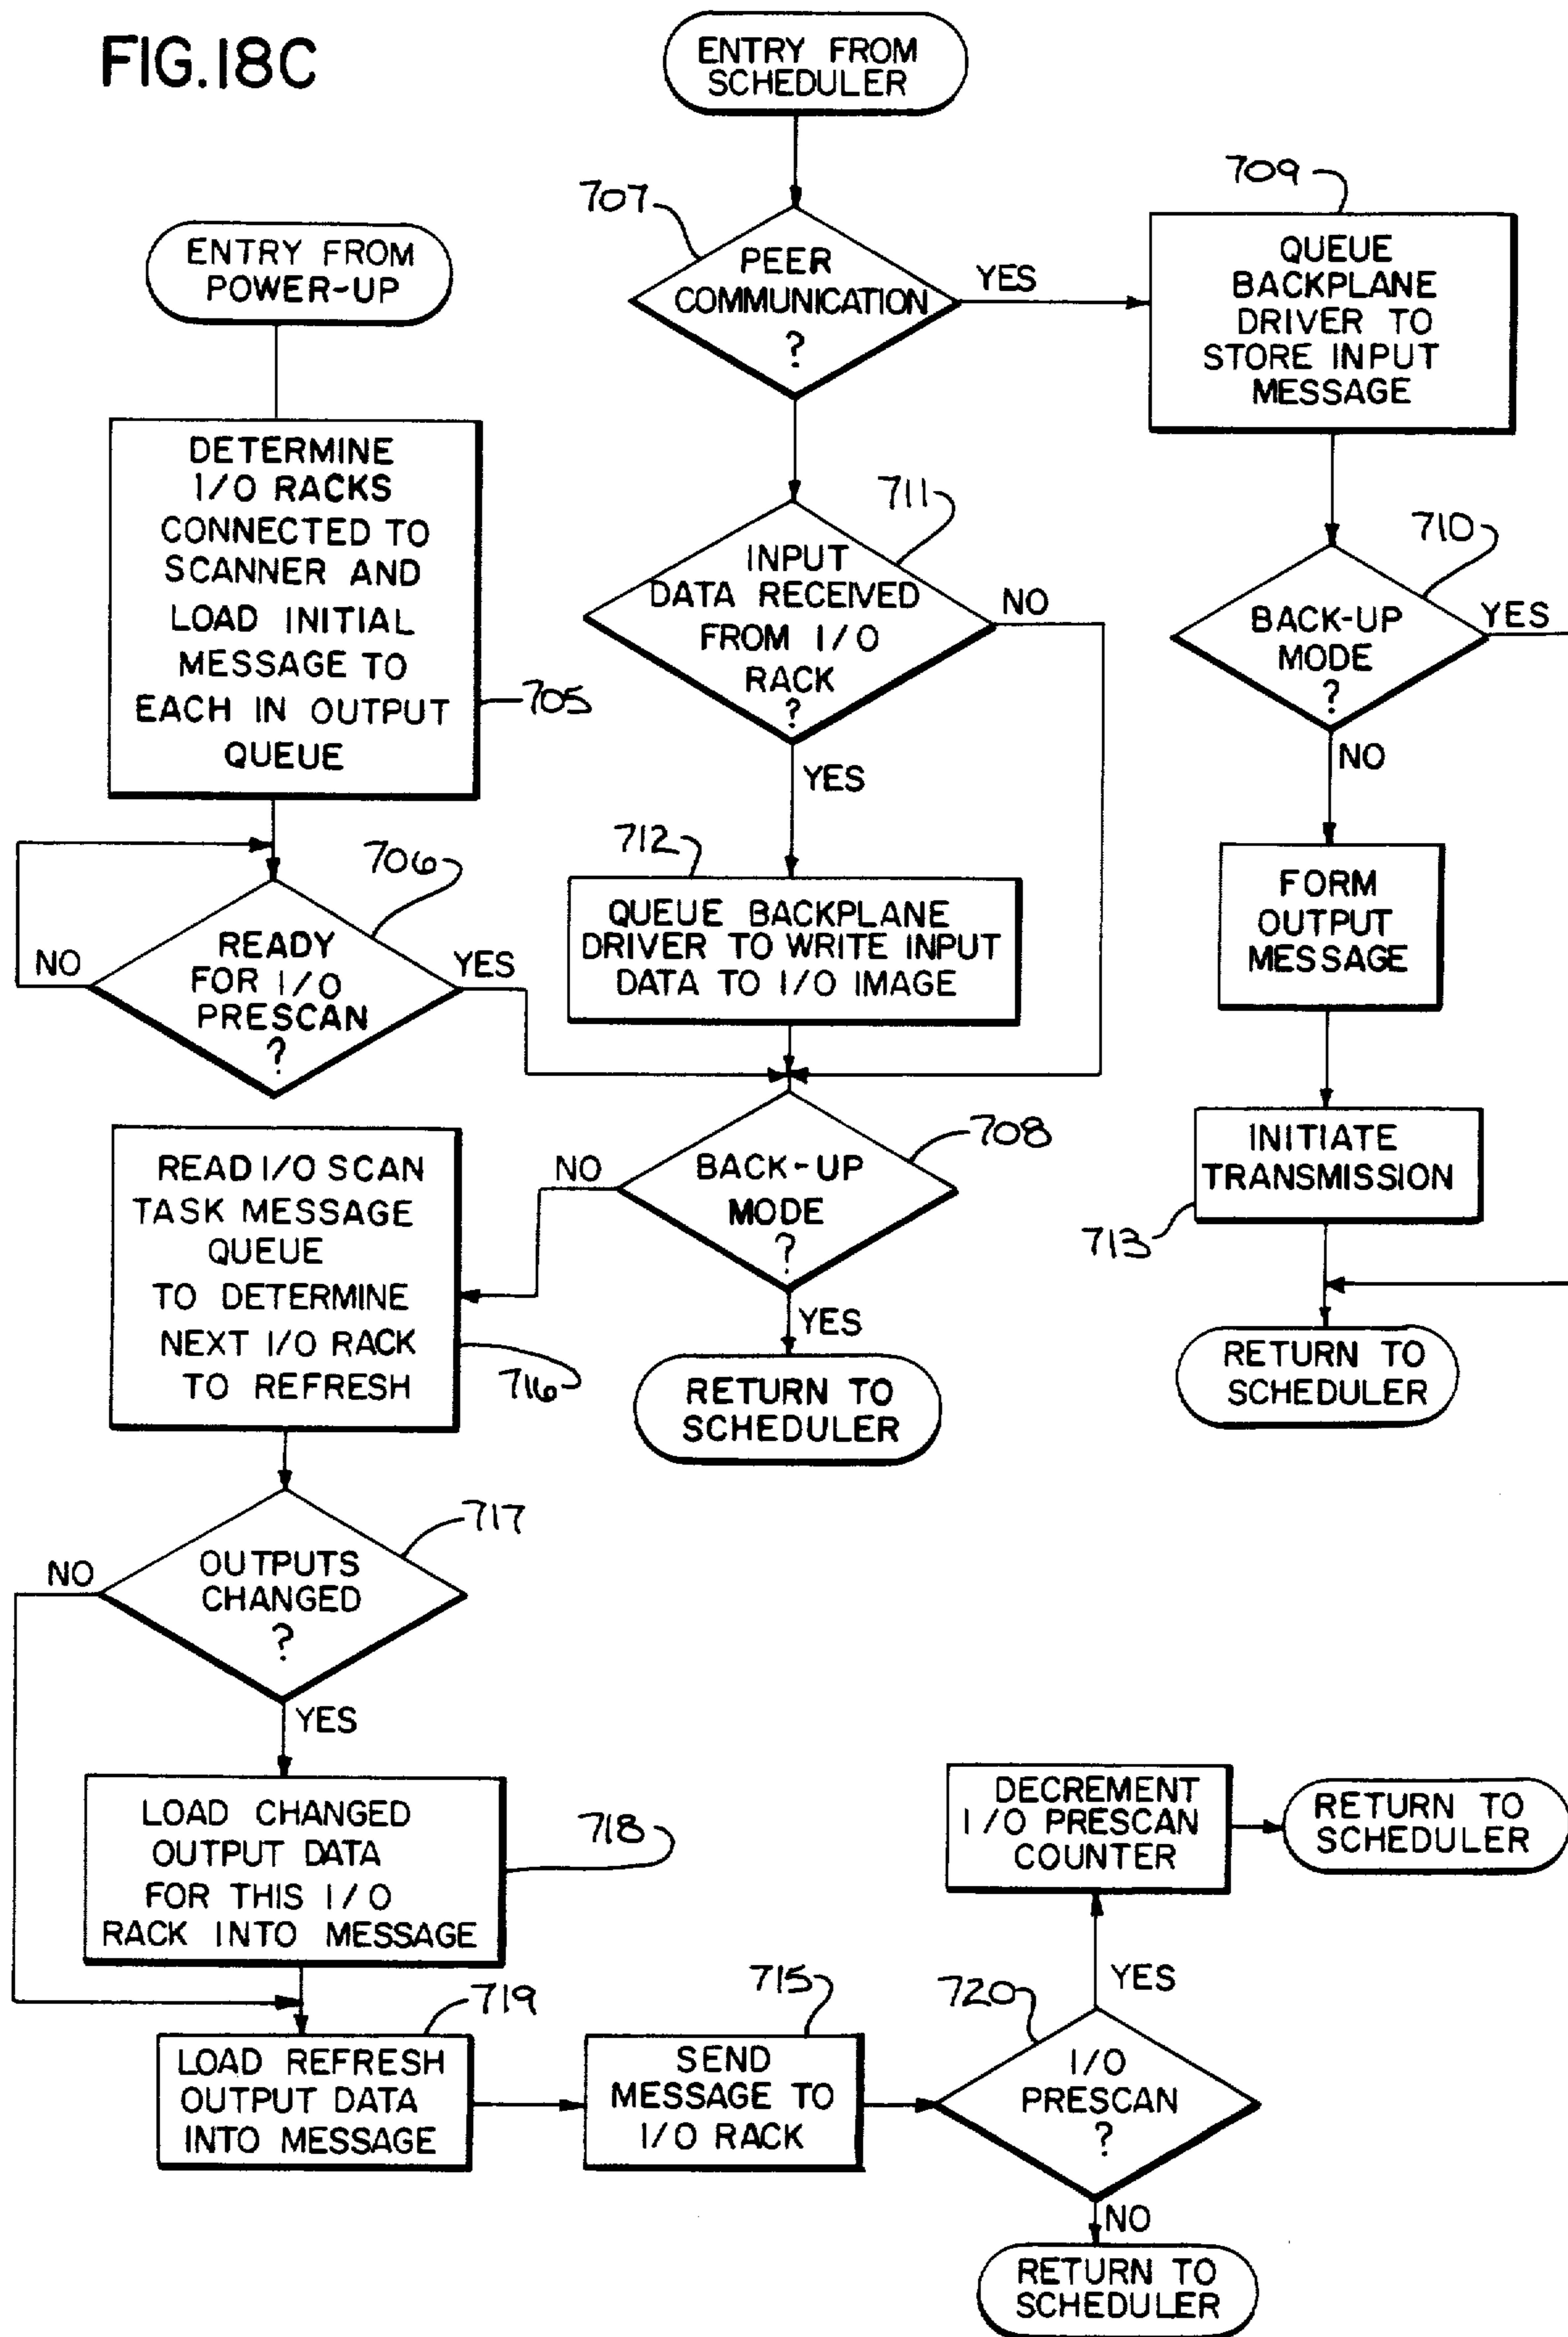 FIG.18C
ENTRY FROM
SCHEDULER
707
PEER
COMMUNICATION
?
YES
709
QUEUE
BACKPLANE
DRIVER TO
STORE INPUT
MESSAGE
ENTRY FROM
POWER-UP
DETERMINE
I/O RACKS
CONNECTED TO
SCANNER AND
LOAD INITIAL
MESSAGE TO
EACH IN OUTPUT
QUEUE
705
711
INPUT
DATA RECEIVED
FROM I/O
RACK
?
NO
YES
710
BACK-UP
MODE
?
YES
NO
706
READY
FOR I/O
PRESCAN
?
NO
YES
712
QUEUE BACKPLANE
DRIVER TO WRITE INPUT
DATA TO I/O IMAGE
FORM
OUTPUT
MESSAGE
INITIATE
TRANSMISSION
713
RETURN TO
SCHEDULER
708
BACK-UP
MODE
?
NO
YES
RETURN TO
SCHEDULER
READ I/O SCAN
TASK MESSAGE
QUEUE
TO DETERMINE
NEXT I/O RACK
TO REFRESH
716
717
OUTPUTS
CHANGED
?
NO
YES
LOAD CHANGED
OUTPUT DATA
FOR THIS I/O
RACK INTO MESSAGE
718
719
LOAD REFRESH
OUTPUT DATA
INTO MESSAGE
715
SEND
MESSAGE TO
I/O RACK
720
I/O
PRESCAN
?
YES
DECREMENT
I/O PRESCAN
COUNTER
RETURN TO
SCHEDULER
NO
RETURN TO
SCHEDULER